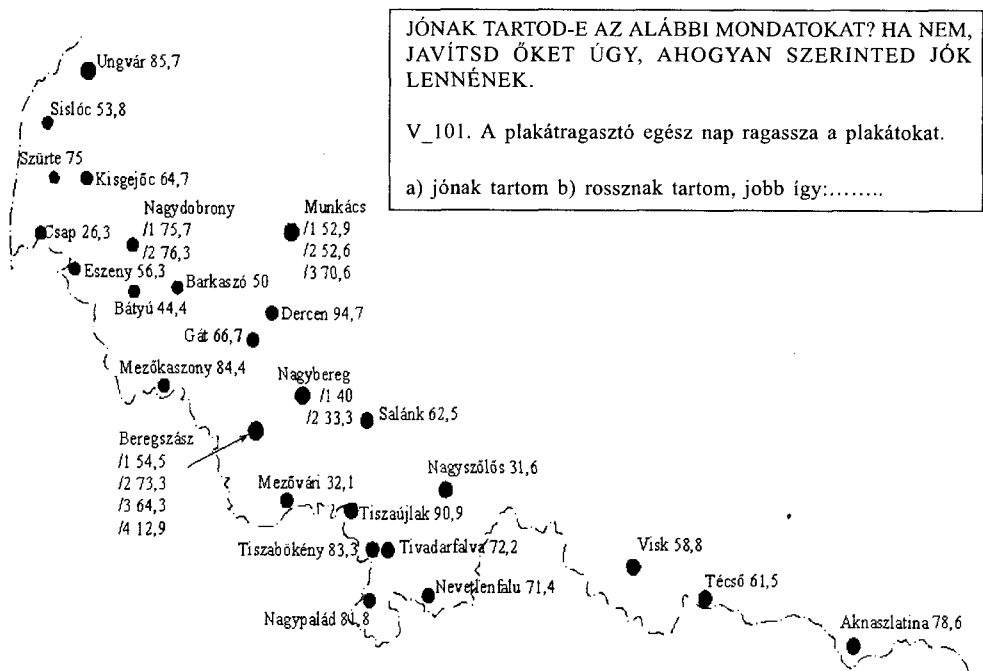 JÓNAK TARTOD-E AZ ALÁBBI MONDATOKAT? HA NEM,
JAVÍTSD ŐKET ÚGY, AHOGYAN SZERINTED JÓK
LENNÉNEK.
V_101. A plakátragasztó egész nap ragassza a plakátokat.
a) jónak tartom b) rossznak tartom, jobb így:........
Ungvár 85,7
Sislóc 53,8
Szürte 75
Kisgejőc 64,7
Nagydobrony
/1 75,7
/2 76,3
Munkács
/1 52,9
/2 52,6
/3 70,6
Csap 26,3
Eszeny 56,3
Barkaszó 50
Bátyú 44,4
Dercen 94,7
Gát 66,7
Mezőkaszony 84,4
Nagybereg
/1 40
/2 33,3
Salánk 62,5
Beregszász
/1 54,5
/2 73,3
/3 64,3
/4 12,9
Nagyszőlős 31,6
Mezővári 32,1
Tiszaújlak 90,9
Tiszabökény 83,3
Tivadarfalva 72,2
Visk 58,8
Técső 61,5
Nevetlenfalu 71,4
Nagypalád 81,8
Aknaszlatina 78,6